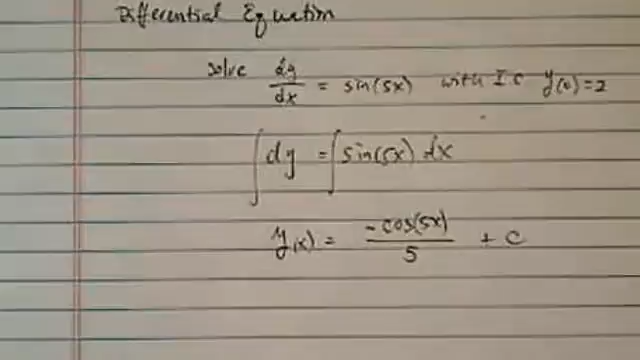 Differential Equation
solve dy/dx = sin(5x) with I.C y(0)=2
∫dy = ∫sin(5x) dx
y(x) = -cos(5x)/5 + C